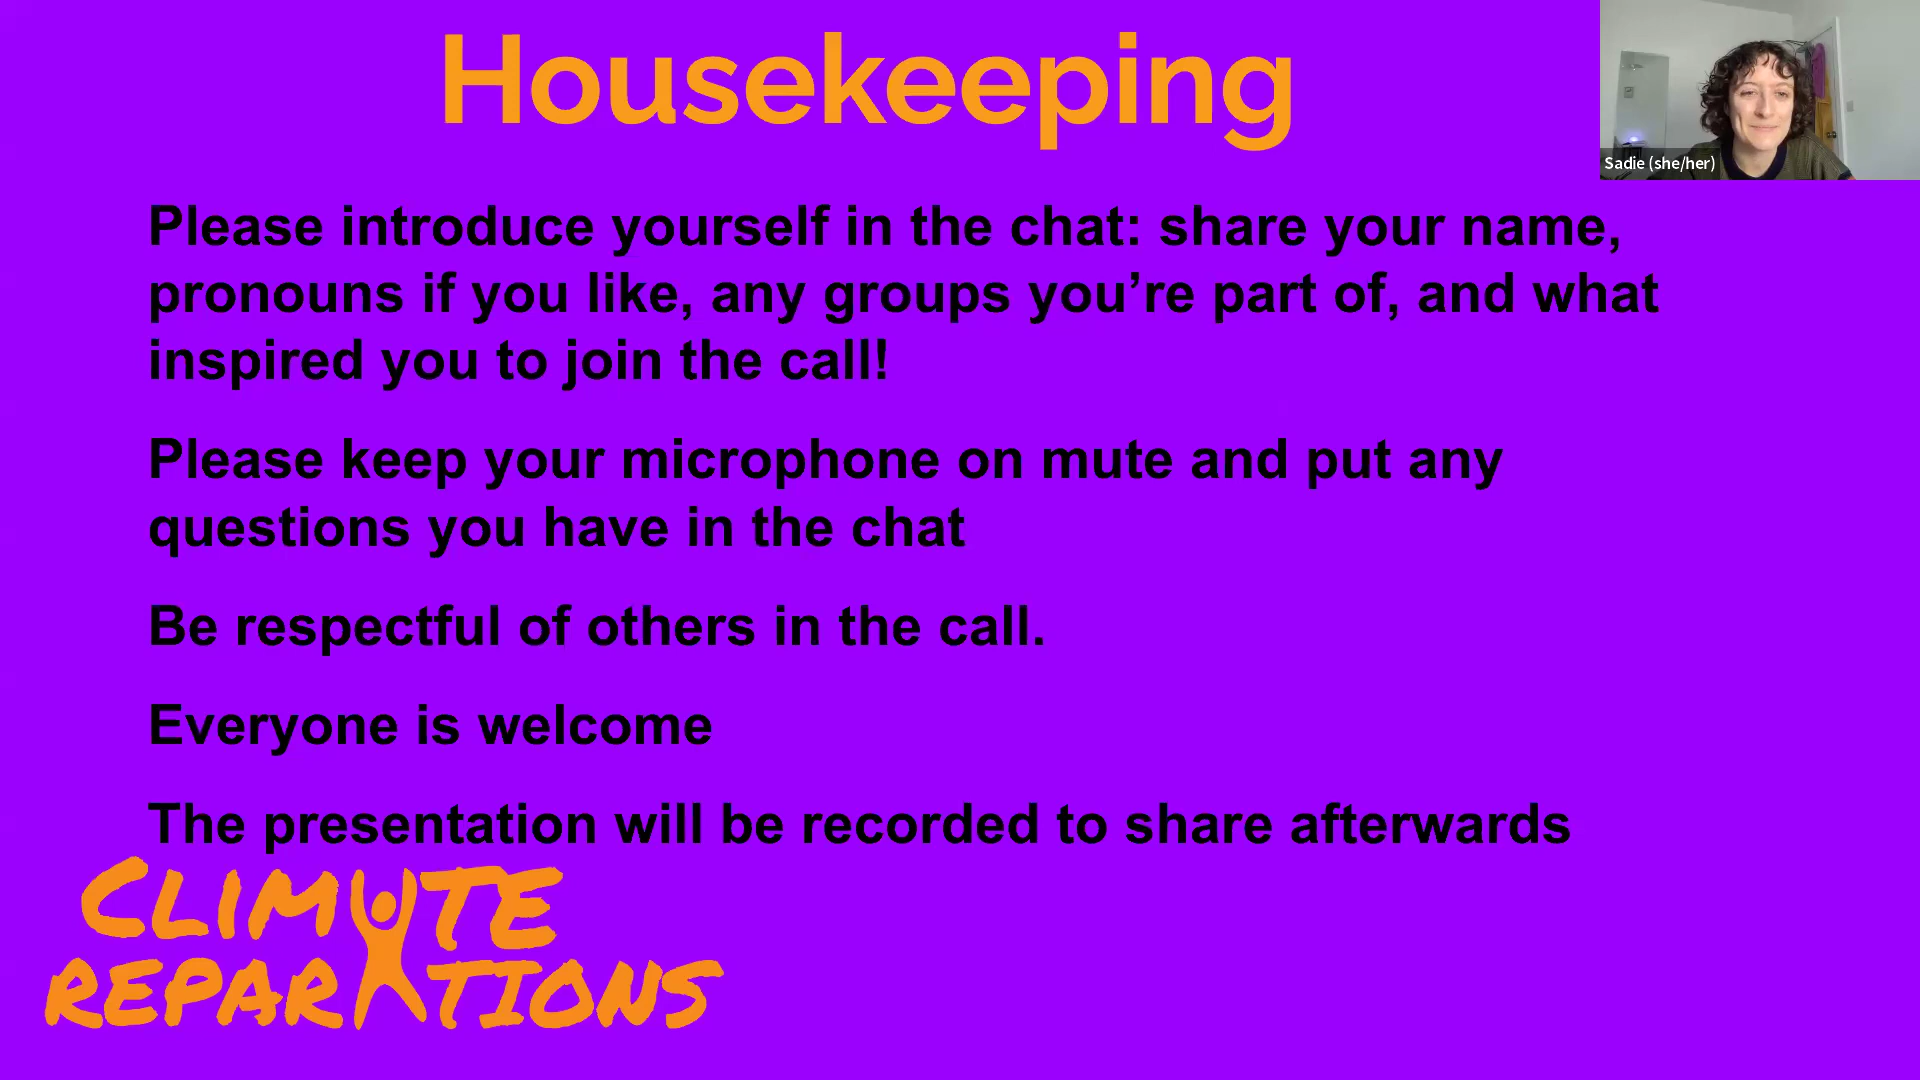 Housekeeping
Sadie (she/her)
Please introduce yourself in the chat: share your name,
pronouns if you like, any groups you’re part of, and what
inspired you to join the call!
Please keep your microphone on mute and put any
questions you have in the chat
Be respectful of others in the call.
Everyone is welcome
The presentation will be recorded to share afterwards
CLIMATE
REPARATIONS